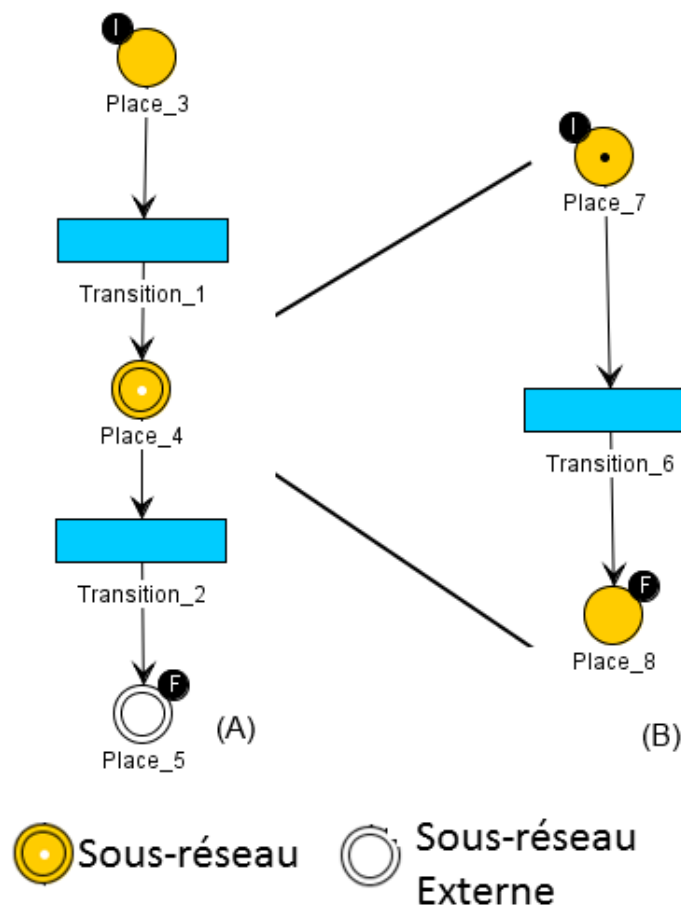 I
Place_3
Transition_1
Place_4
Transition_2
F
Place_5
(A)
I
Place_7
Transition_6
F
Place_8
(B)
Sous-réseau
Sous-réseau
Externe